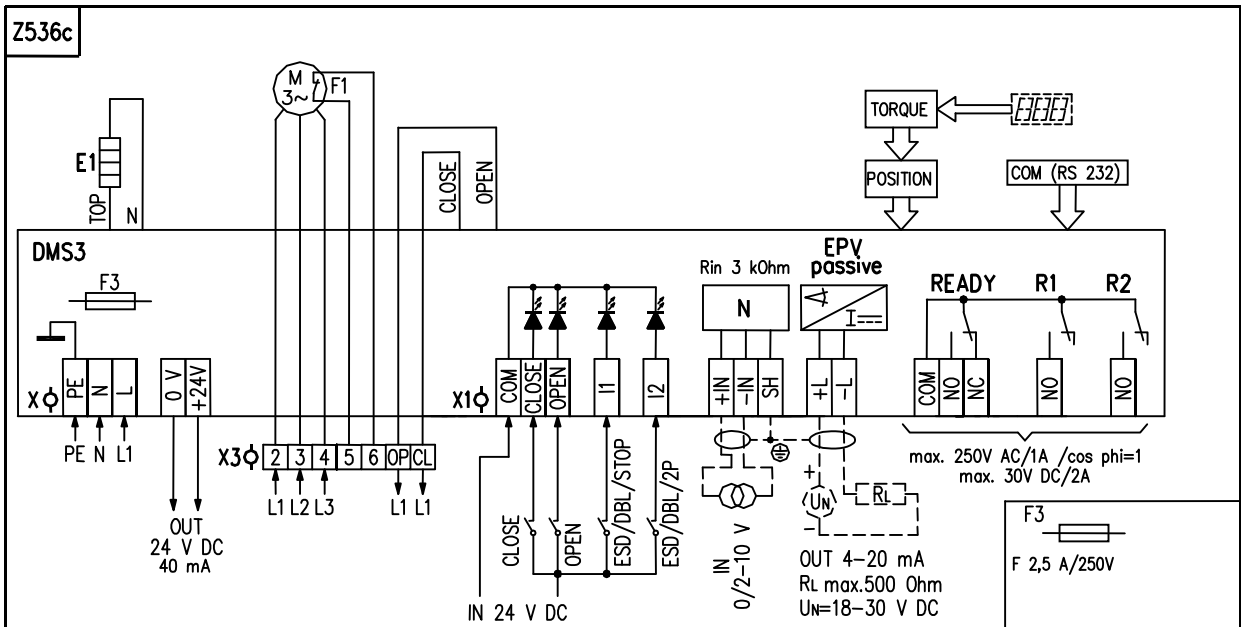 Z536c
M
3~
F1
E1
TOP
N
CLOSE
OPEN
TORQUE
POSITION
COM (RS 232)
DMS3
F3
Rin 3 kOhm
N
EPV
passive
I
READY
R1
R2
X
PE
N
L
0 V
+24V
X1
COM
CLOSE
OPEN
I1
I2
+IN
-IN
SH
+L
-L
COM
NO
NC
NO
NO
PE N L1
X3
2 3 4 5 6 OP CL
L1 L2 L3
L1 L1
OUT
24 V DC
40 mA
CLOSE
OPEN
ESD/DBL/STOP
ESD/DBL/2P
IN 24 V DC
IN
0/2-10 V
+
UN
-
RL
OUT 4-20 mA
RL max.500 Ohm
UN=18-30 V DC
max. 250V AC/1A /cos phi=1
max. 30V DC/2A
F3
F 2,5 A/250V